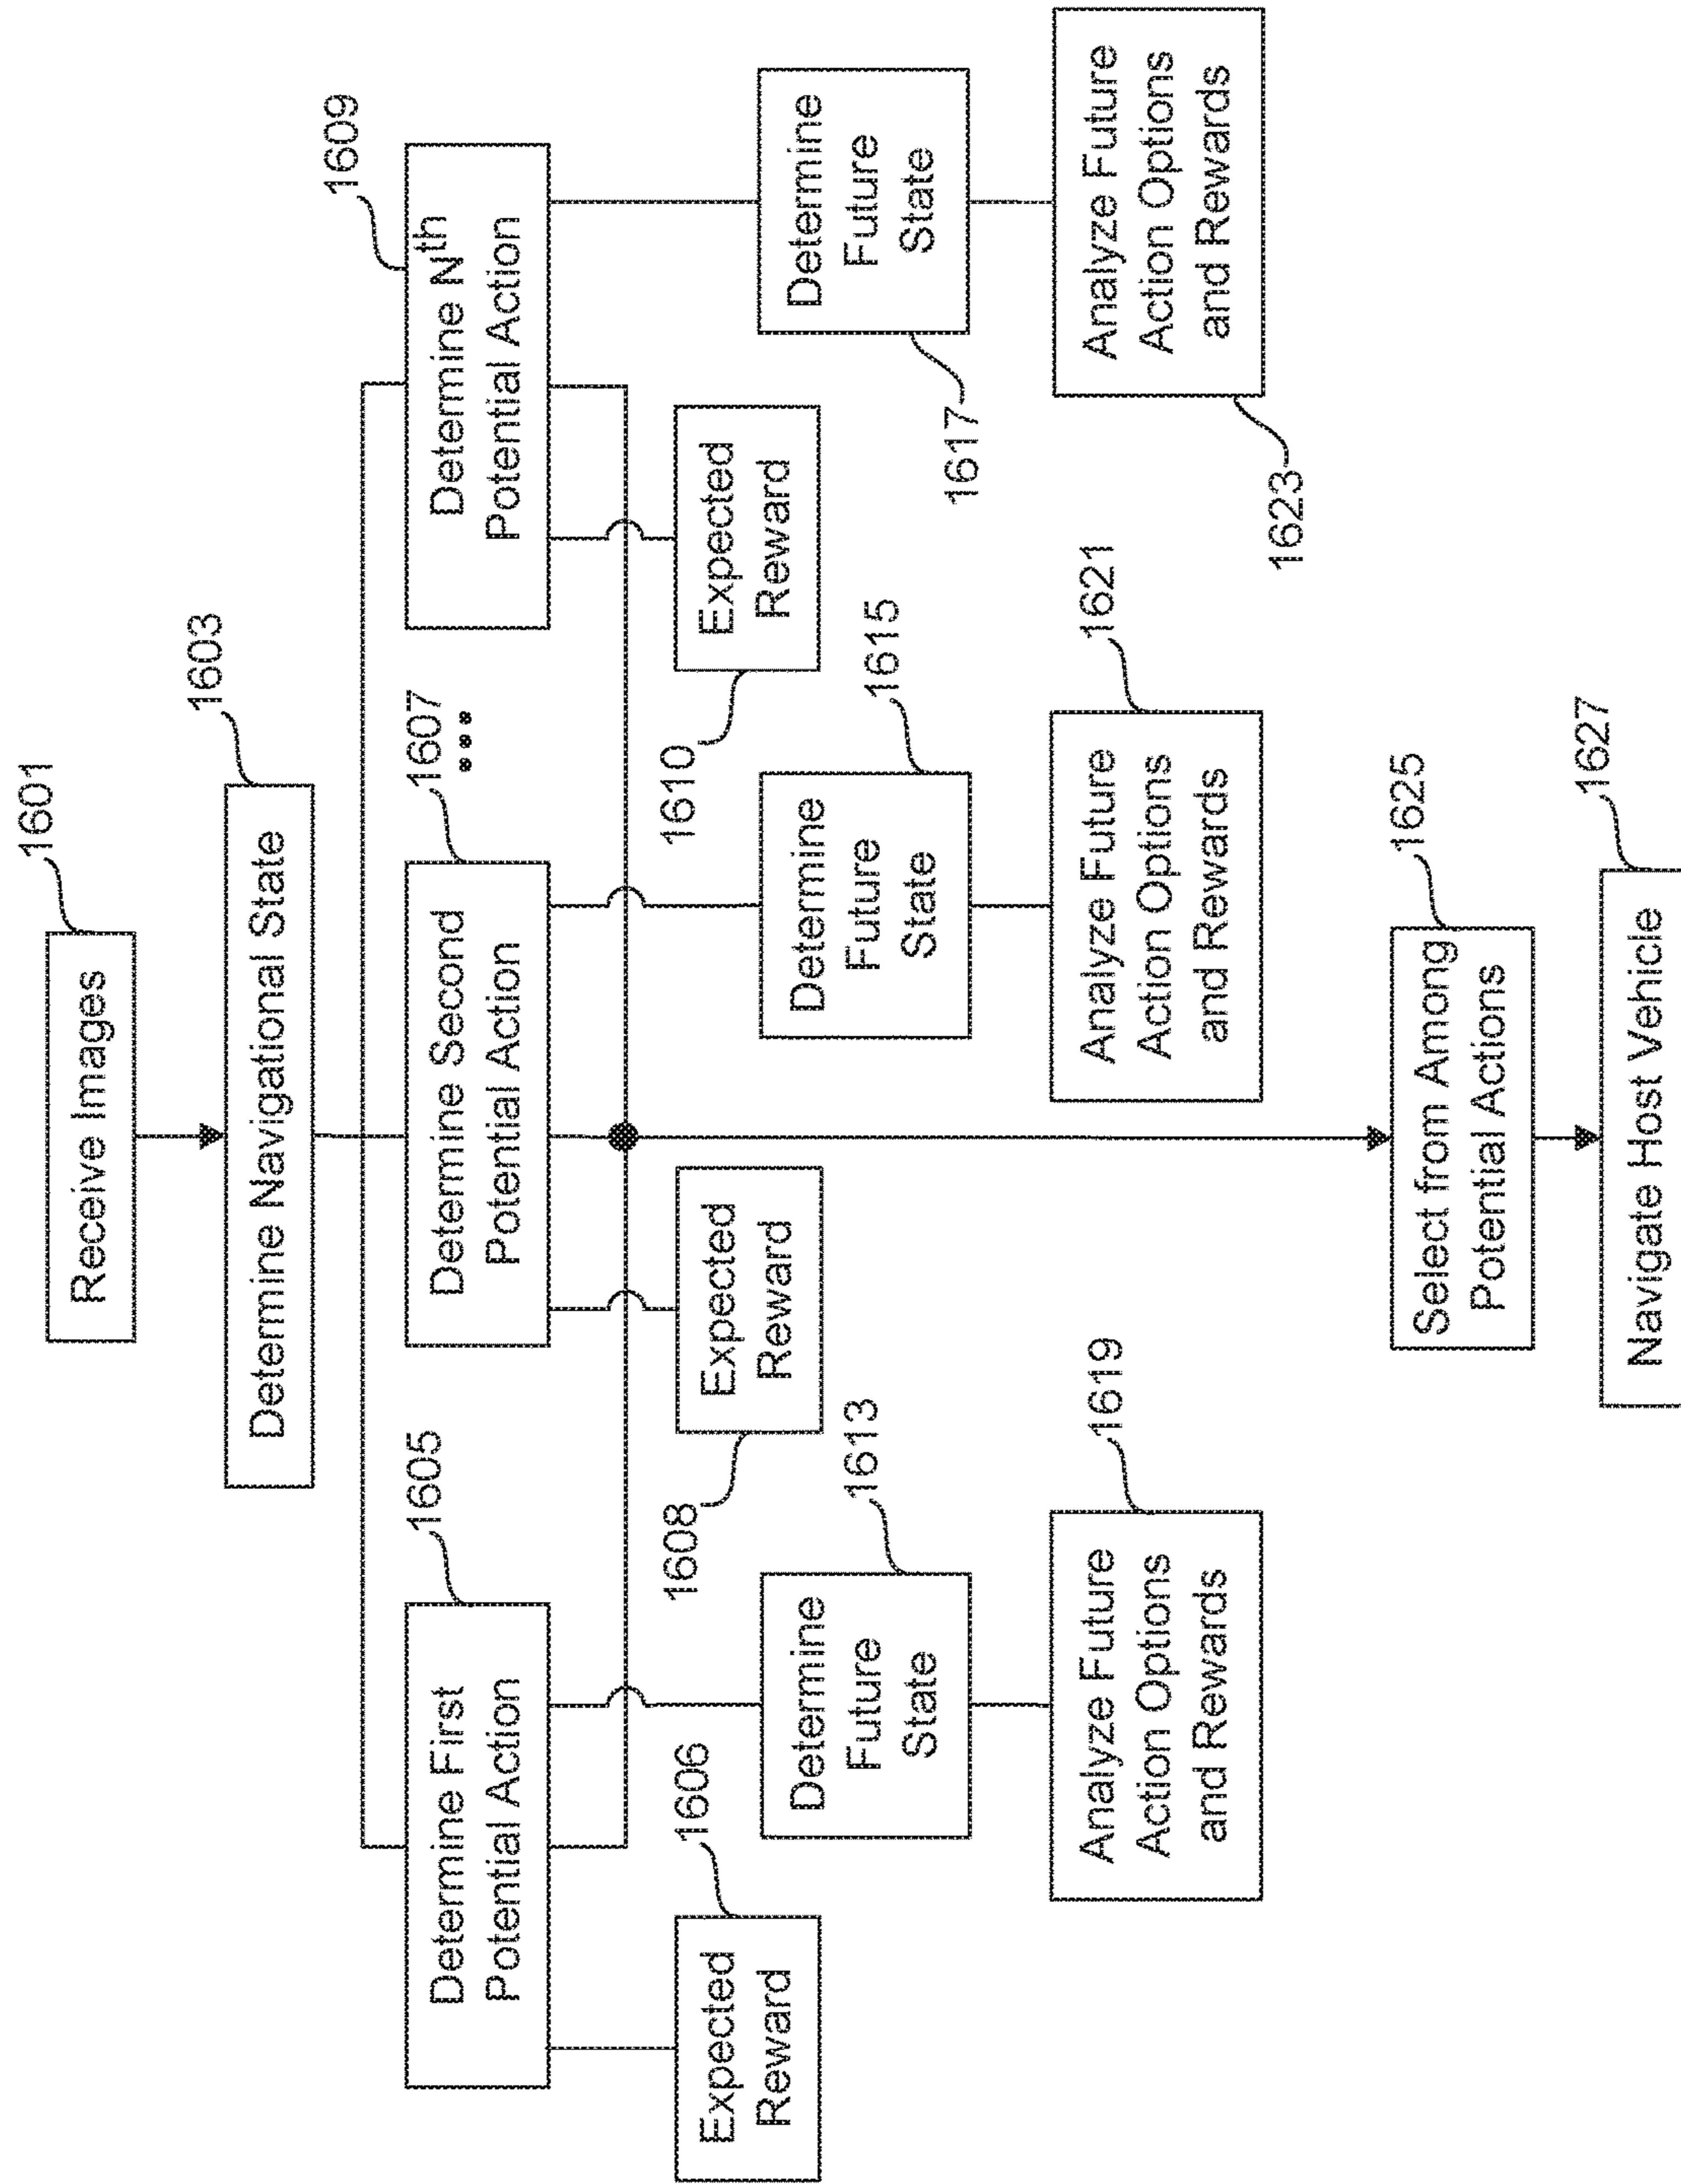 1601
Receive Images
1603
Determine Navigational State
1605
Determine First
Potential Action
1607
Determine Second
Potential Action
1609
Determine Nth
Potential Action
1606
Expected
Reward
1608
Expected
Reward
1610
Expected
Reward
1613
Determine
Future
State
1615
Determine
Future
State
1617
Determine
Future
State
1619
Analyze Future
Action Options
and Rewards
1621
Analyze Future
Action Options
and Rewards
1623
Analyze Future
Action Options
and Rewards
1625
Select from Among
Potential Actions
1627
Navigate Host Vehicle